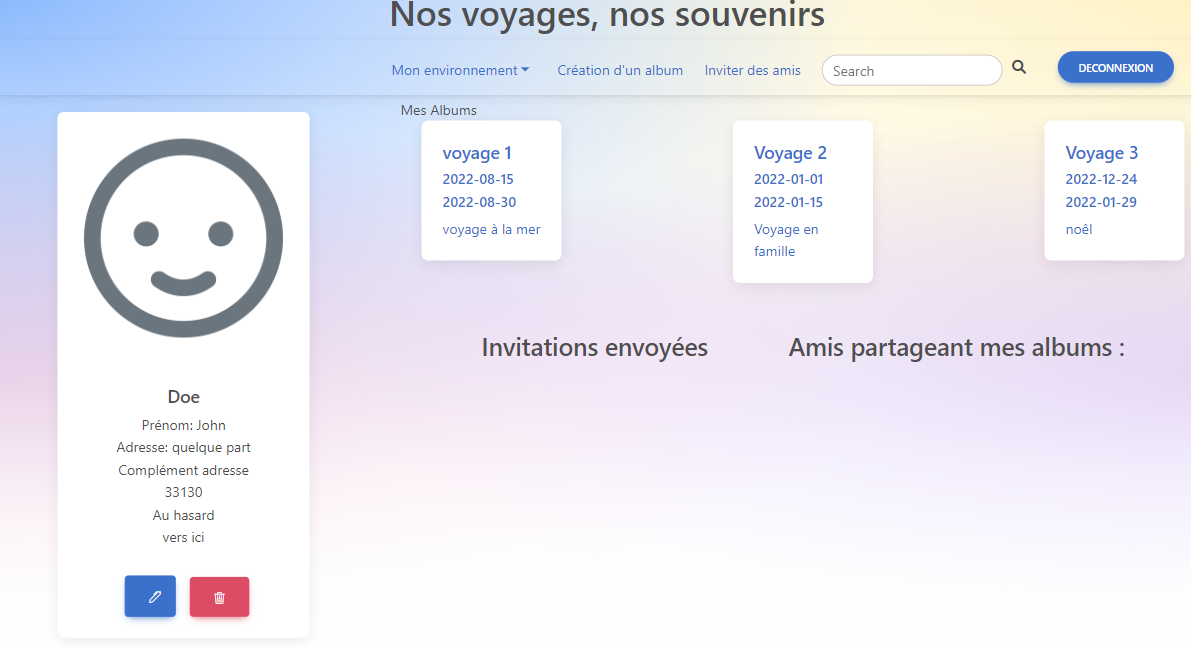 Nos voyages, nos souvenirs
Mon environnement
Création d'un album
Inviter des amis
Search
DECONNEXION
Doe
Prénom: John
Adresse: quelque part
Complément adresse
33130
Au hasard
vers ici
Mes Albums
voyage 1
2022-08-15
2022-08-30
voyage à la mer
Voyage 2
2022-01-01
2022-01-15
Voyage en
famille
Voyage 3
2022-12-24
2022-01-29
noêl
Invitations envoyées
Amis partageant mes albums :